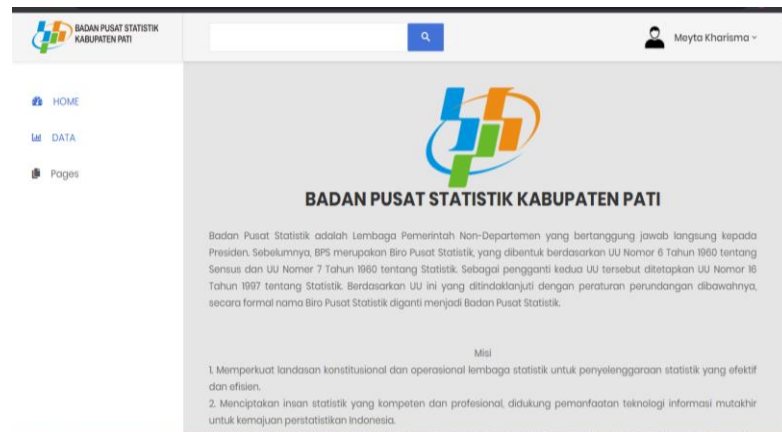 BADAN PUSAT STATISTIK
KABUPATEN PATI
Meyta Kharisma
HOME
DATA
Pages
BADAN PUSAT STATISTIK KABUPATEN PATI
Badan Pusat Statistik adalah Lembaga Pemerintah Non-Departemen yang bertanggung jawab langsung kepada
Presiden. Sebelumnya, BPS merupakan Biro Pusat Statistik, yang dibentuk berdasarkan UU Nomor 6 Tahun 1960 tentang
Sensus dan UU Nomer 7 Tahun 1960 tentang Statistik. Sebagai pengganti kedua UU tersebut ditetapkan UU Nomor 16
Tahun 1997 tentang Statistik. Berdasarkan UU ini yang ditindaklanjuti dengan peraturan perundangan dibawahnya,
secara formal nama Biro Pusat Statistik diganti menjadi Badan Pusat Statistik.
Misi
1. Memperkuat landasan konstitusional dan operasional lembaga statistik untuk penyelenggaraan statistik yang efektif
dan efisien.
2. Menciptakan insan statistik yang kompeten dan profesional, didukung pemanfaatan teknologi informasi mutakhir
untuk kemajuan perstatistikan Indonesia.